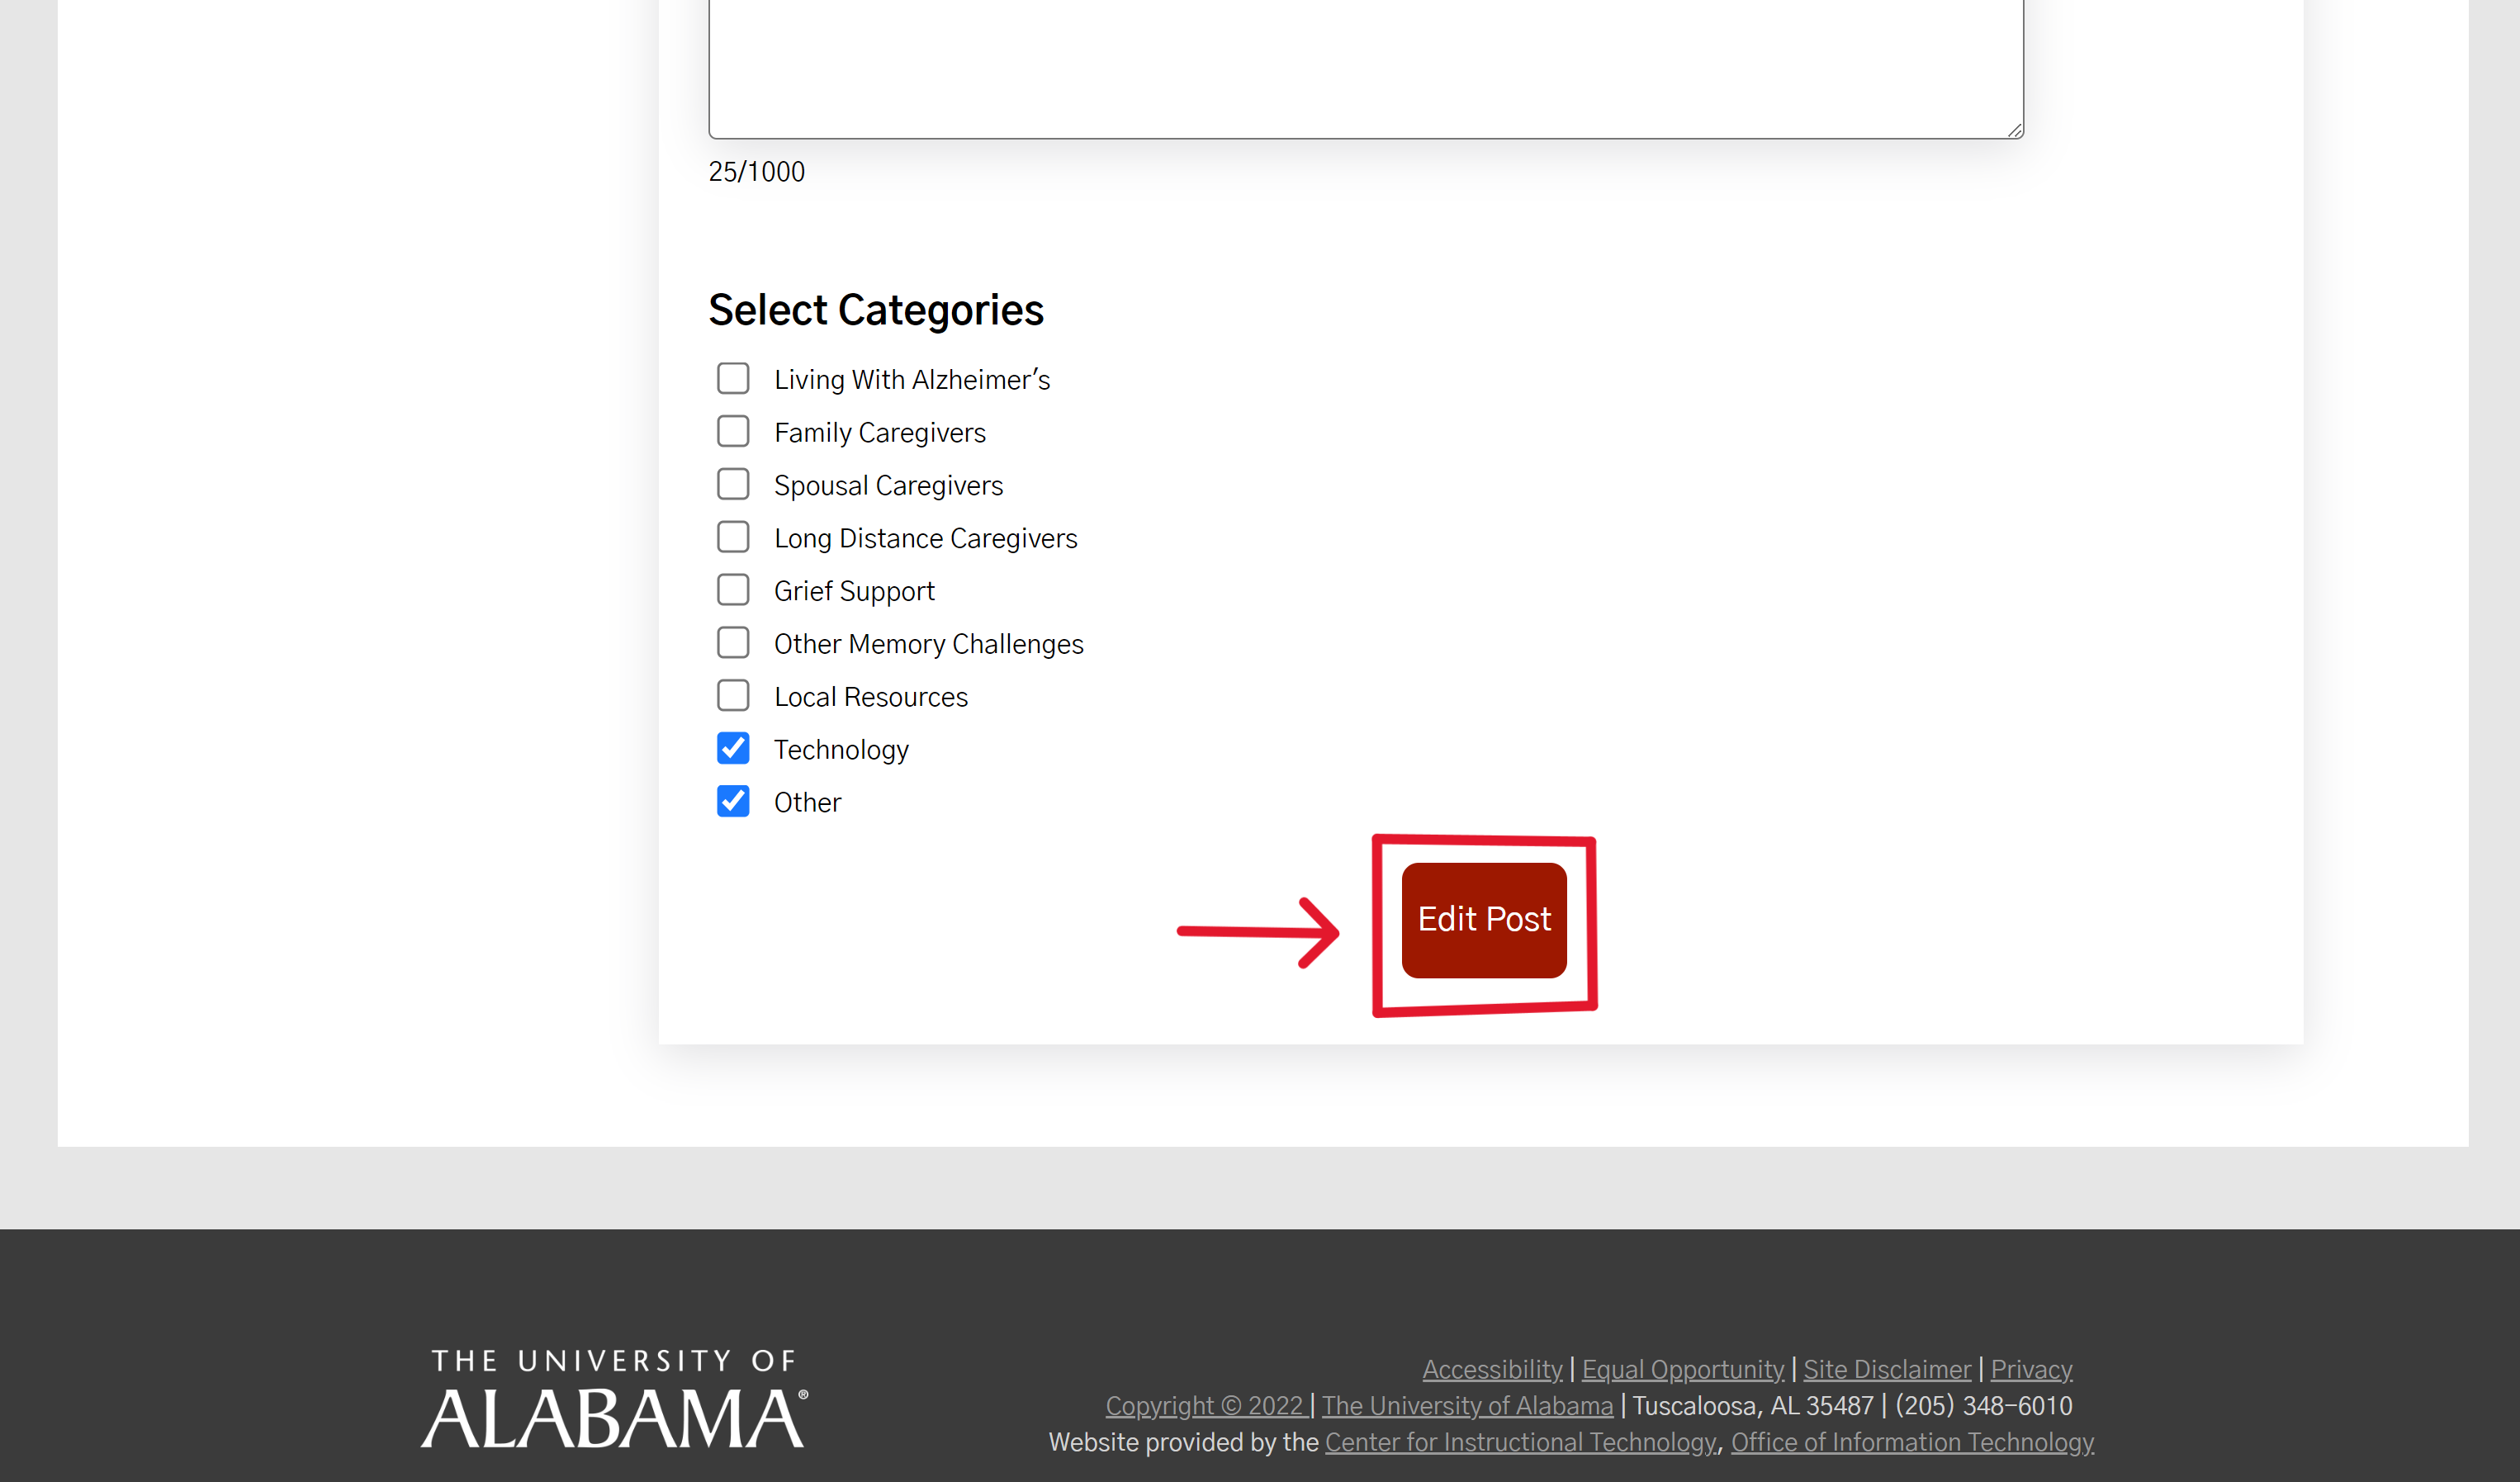 25/1000
Select Categories
Living With Alzheimer's
Family Caregivers
Spousal Caregivers
Long Distance Caregivers
Grief Support
Other Memory Challenges
Local Resources
Technology
Other
Edit Post
THE UNIVERSITY OF
ALABAMA®
Accessibility | Equal Opportunity | Site Disclaimer | Privacy
Copyright © 2022 | The University of Alabama | Tuscaloosa, AL 35487 | (205) 348-6010
Website provided by the Center for Instructional Technology, Office of Information Technology